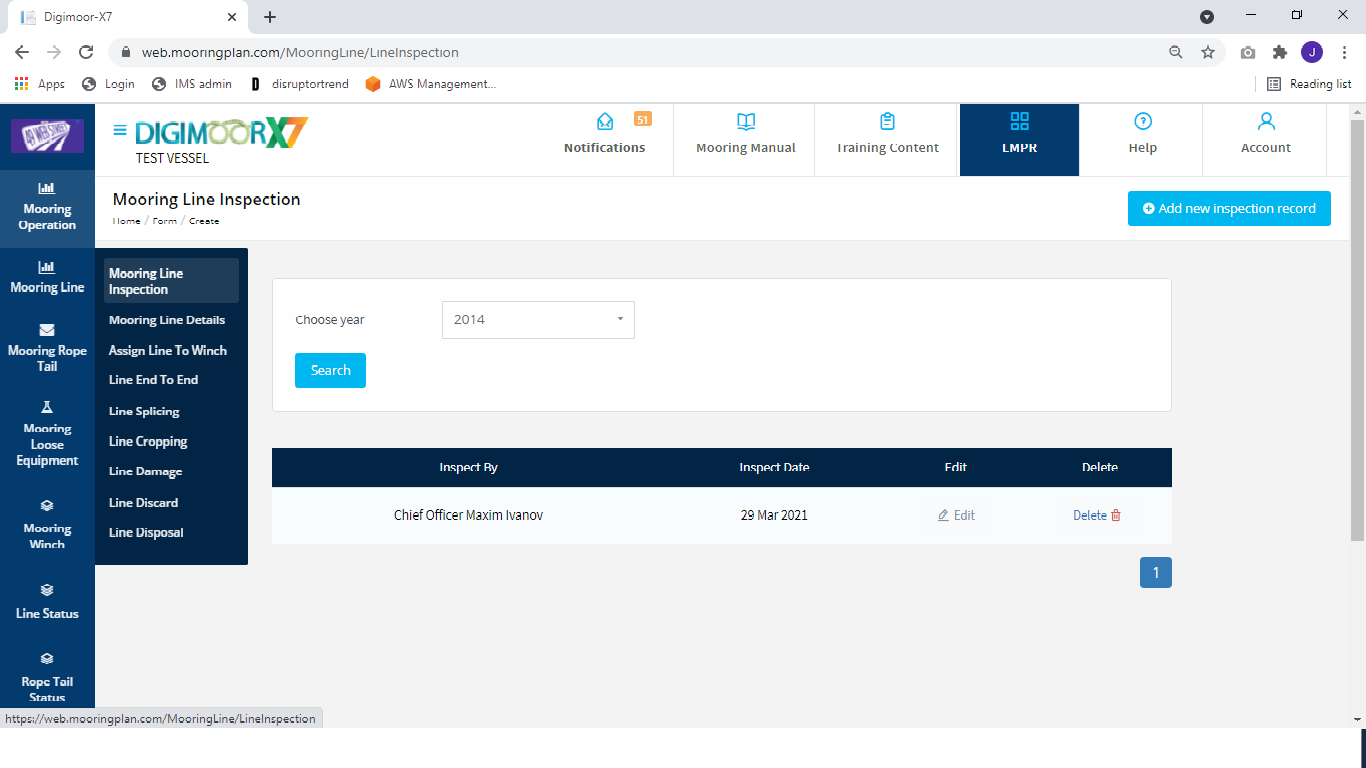 Digimoor-X7
web.mooringplan.com/MooringLine/LineInspection
J
Apps
Login
IMS admin
D
disruptortrend
AWS Management...
Reading list
DIGIMOORX7
TEST VESSEL
51
Notifications
Mooring Manual
Training Content
LMPR
Help
Account
Mooring Line Inspection
Home / Form / Create
Add new inspection record
Mooring
Operation
Mooring Line
Mooring Rope
Tail
Mooring
Loose
Equipment
Mooring
Winch
Line Status
Rope Tail
Status
Mooring Line
Inspection
Mooring Line Details
Assign Line To Winch
Line End To End
Line Splicing
Line Cropping
Line Damage
Line Discard
Line Disposal
Choose year
2014
Search
Inspect By Inspect Date Edit Delete
Chief Officer Maxim Ivanov 29 Mar 2021 Edit Delete
1
https://web.mooringplan.com/MooringLine/LineInspection